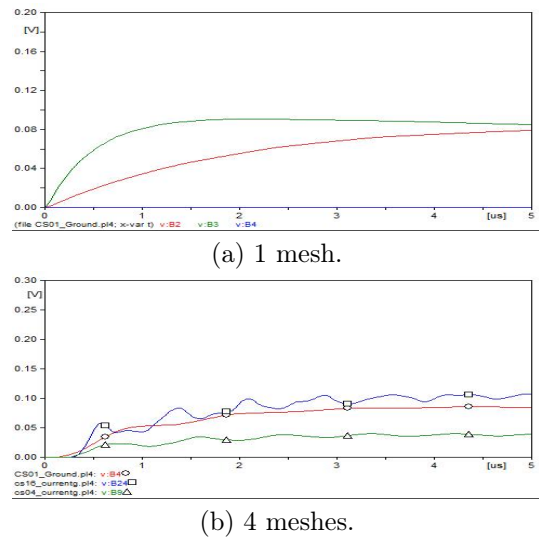 0.20
[V]
0.16
0.12
0.08
0.04
0.00
0 1 2 3 4 [us] 5
(file CS01_Ground.pl4; x-var t) v:B2 v:B3 v:B4
(a) 1 mesh.
0.30
[V]
0.25
0.20
0.15
0.10
0.05
0.00
0 1 2 3 4 [us] 5
CS01_Ground.pl4: v:B4
os16_currentg.pl4: v:B24
os04_currentg.pl4: v:B9
(b) 4 meshes.